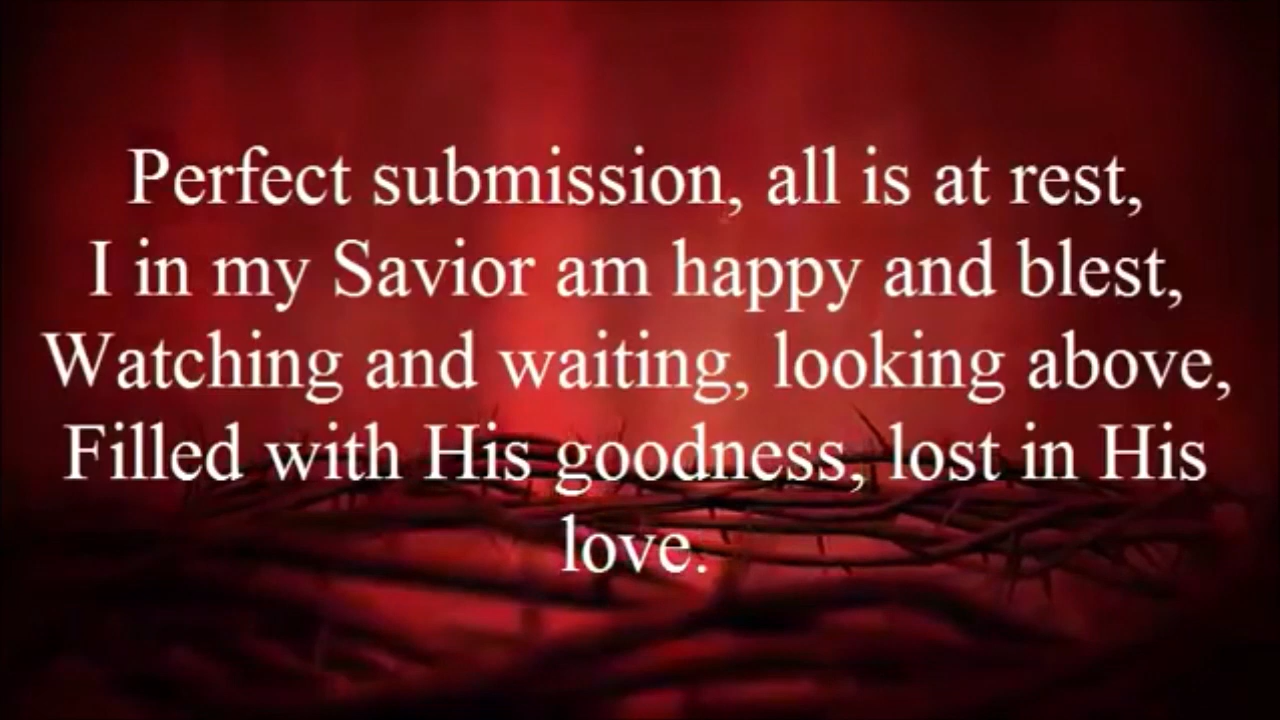 Perfect submission, all is at rest,
I in my Savior am happy and blest,
Watching and waiting, looking above,
Filled with His goodness, lost in His
love.